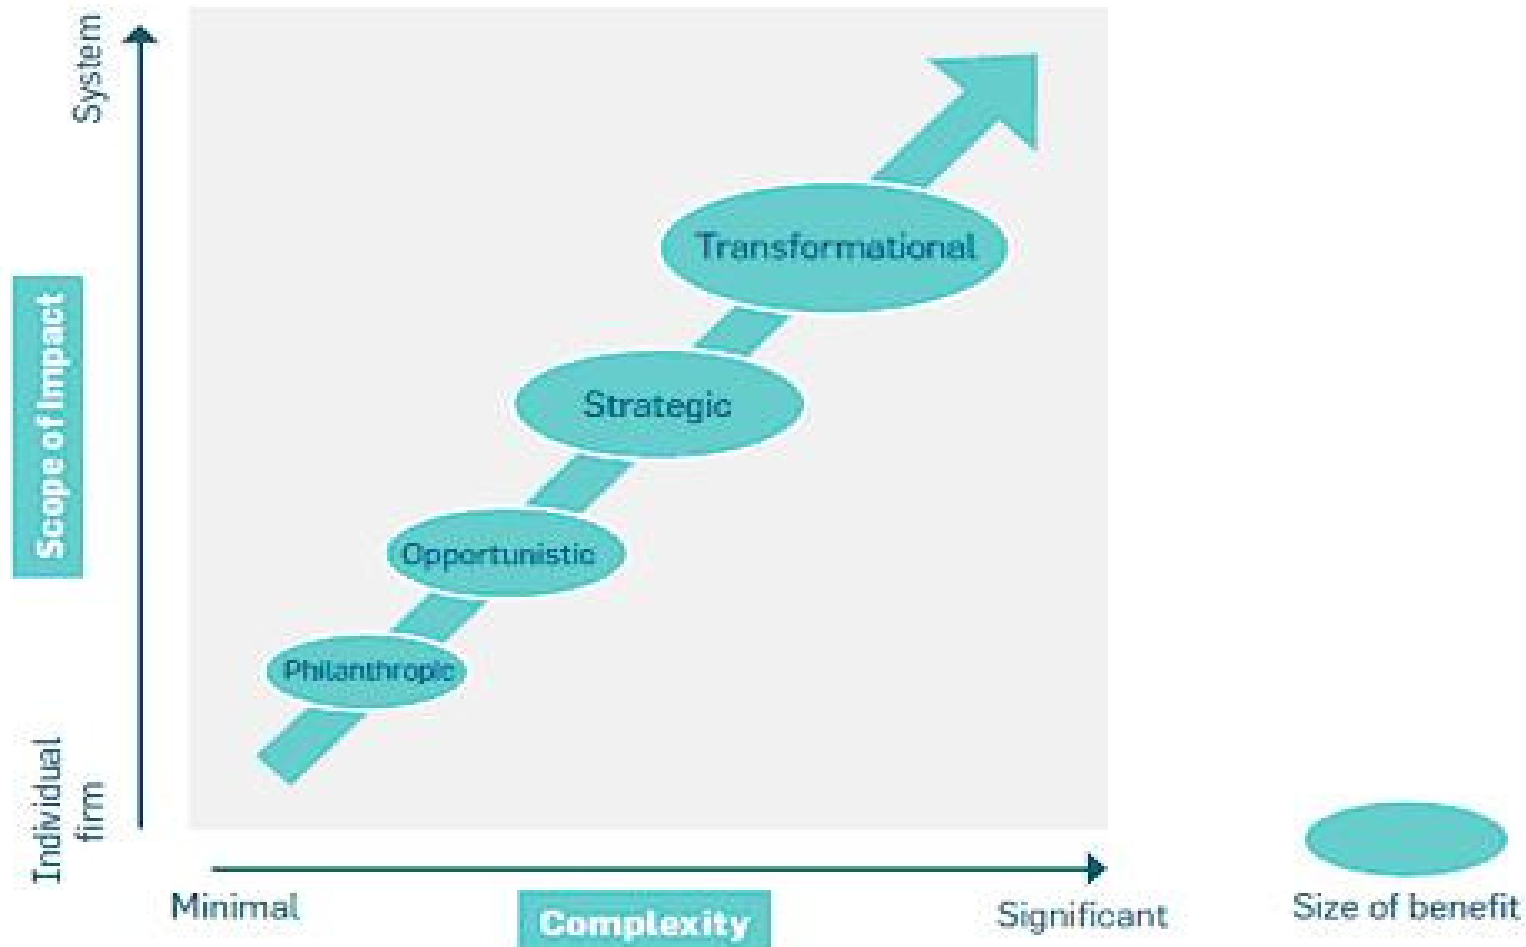 System
Scope of Impact
Individual
firm
Transformational
Strategic
Opportunistic
Philanthropic
Minimal
Complexity
Significant
Size of benefit